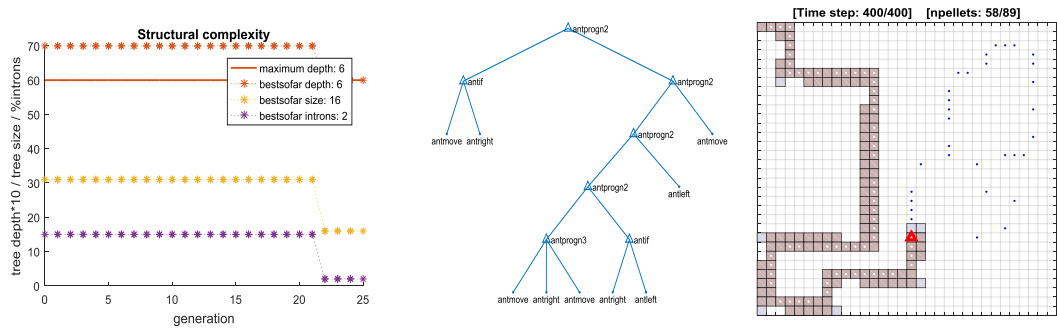 Structural complexity
tree depth*10 / tree size / %introns
70
60
50
40
30
20
10
0
0
5
10
15
20
25
generation
maximum depth: 6
bestsofar depth: 6
bestsofar size: 16
bestsofar introns: 2
antprogn2
antif
antprogn2
antmove
antright
antprogn2
antmove
antprogn2
antleft
antprogn3
antif
antmove
antright
antmove
antright
antleft
[Time step: 400/400] [npellets: 58/89]